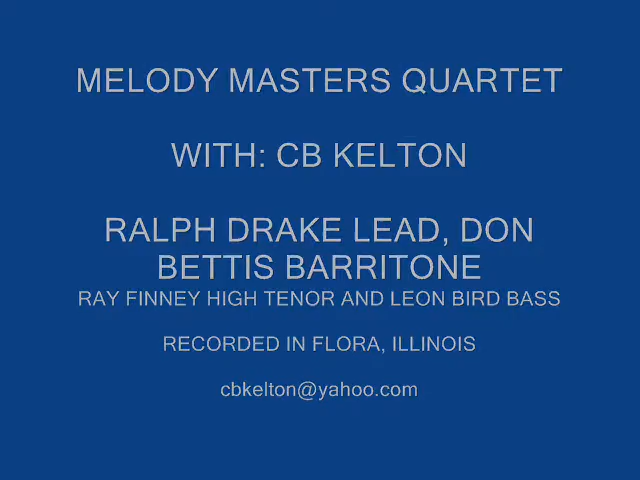 MELODY MASTERS QUARTET
WITH: CB KELTON
RALPH DRAKE LEAD, DON
BETTIS BARRITONE
RAY FINNEY HIGH TENOR AND LEON BIRD BASS
RECORDED IN FLORA, ILLINOIS
cbkelton@yahoo.com